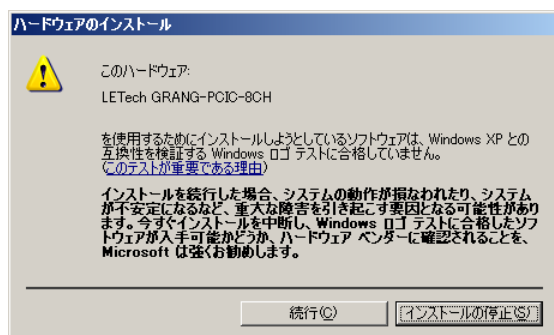 ハードウェアのインストール
このハードウェア:
LETech GRANG-PCIC-8CH
を使用するためにインストールしようとしているソフトウェアは、Windows XP との
互換性を検証する Windows ロゴ テストに合格していません。
(このテストが重要である理由)
インストールを続行した場合、システムの動作が損なわれたり、システム
が不安定になるなど、重大な障害を引き起こす要因となる可能性があり
ます。今すぐインストールを中断し、Windows ロゴ テストに合格したソフ
トウェアが入手可能かどうか、ハードウェア ベンダーに確認されることを、
Microsoft は強くお勧めします。
続行(C)
インストールの停止(S)